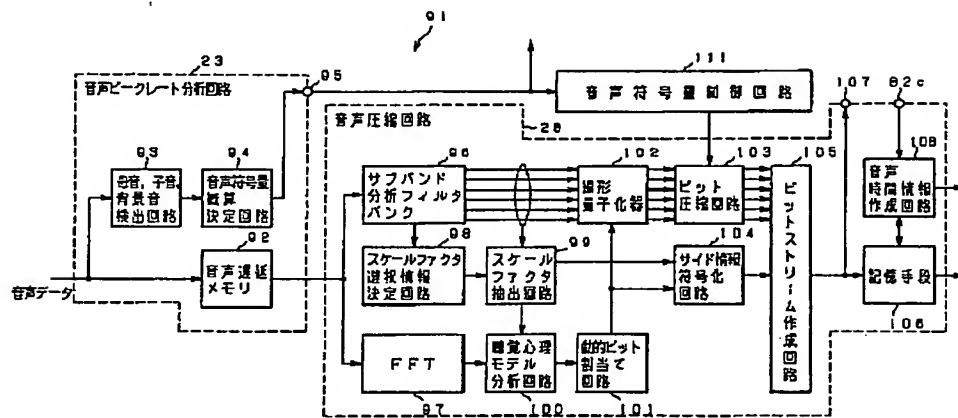 91
23
音声ピークレート分析回路
95
111
音声符号量制御回路
107
82c
音声圧縮回路
28
93
母音、子音、
背景音
検出回路
94
音声符号量
概算
決定回路
96
サブバンド
分析フィルタ
バンク
102
波形
量子化器
103
ビット
圧縮回路
105
ビットストリーム作成回路
108
音声
時間情報
作成回路
92
音声遅延
メモリ
音声データ
98
スケールファクタ
選択情報
決定回路
99
スケール
ファクタ
抽出回路
104
サイド情報
符号化
回路
記憶手段
106
FFT
97
聴覚心理
モデル
分析回路
100
動的ビット
割当て
回路
101